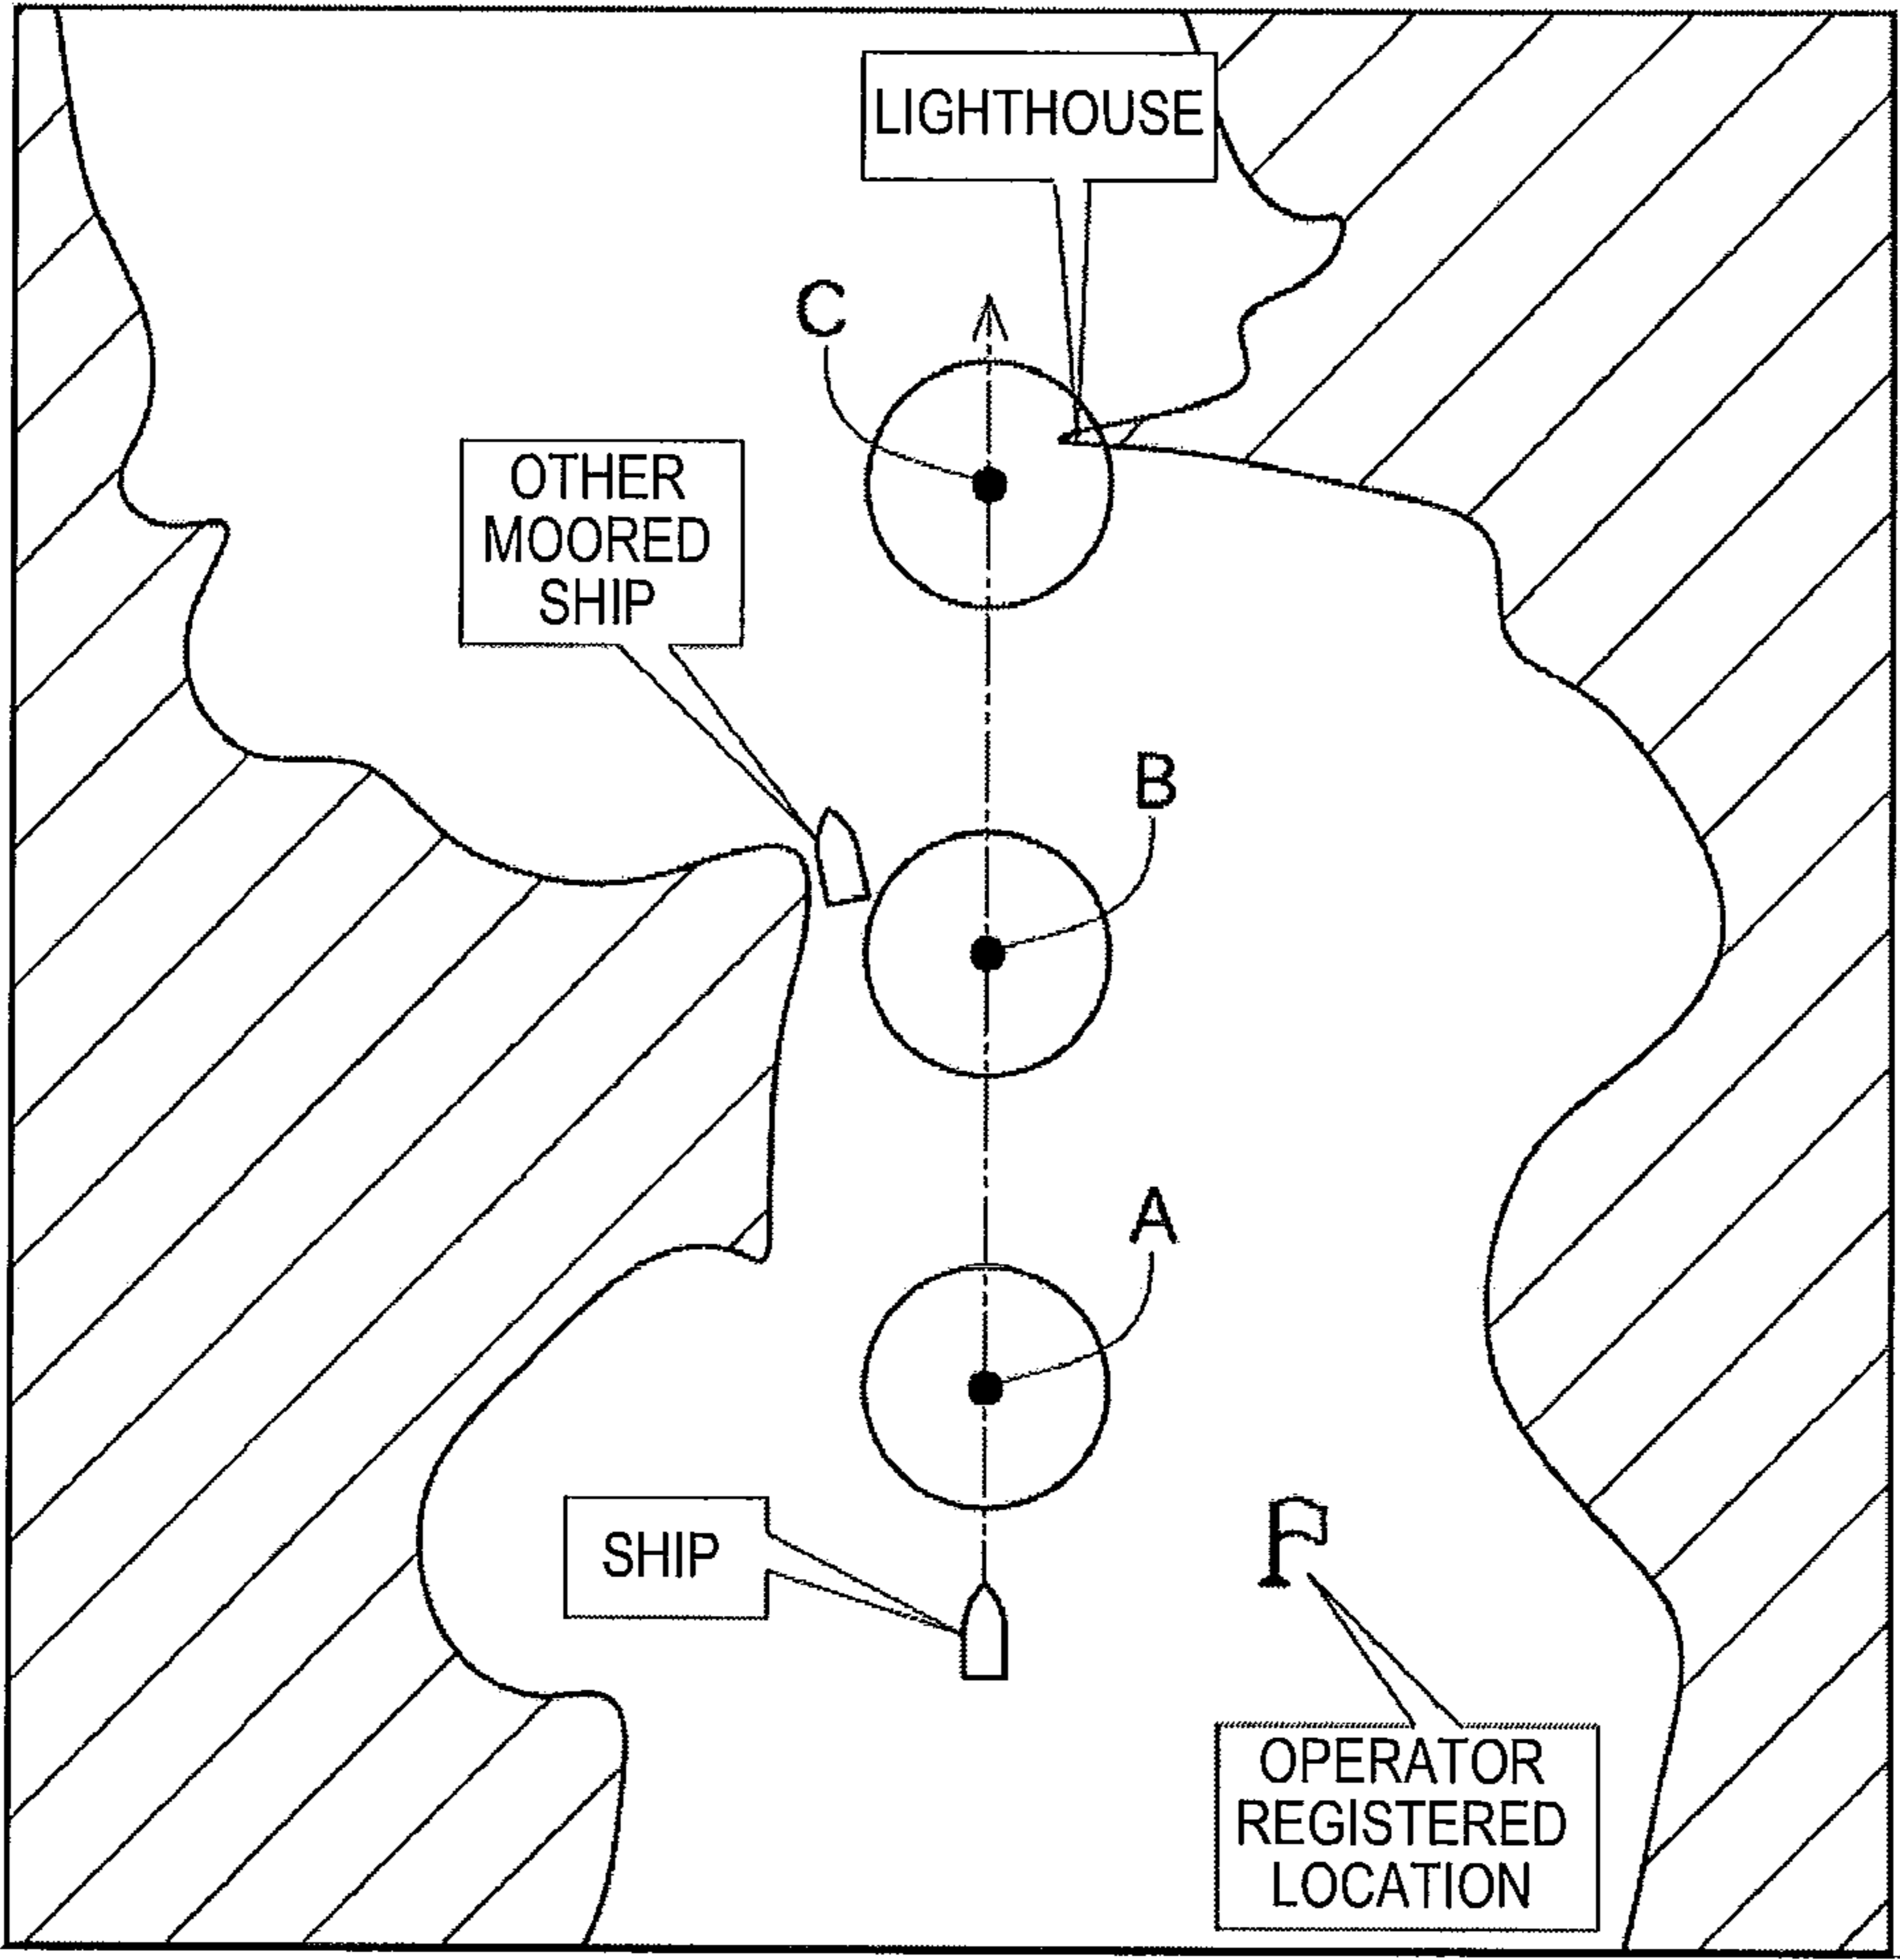 LIGHTHOUSE
C
OTHER
MOORED
SHIP
B
A
SHIP
OPERATOR
REGISTERED
LOCATION